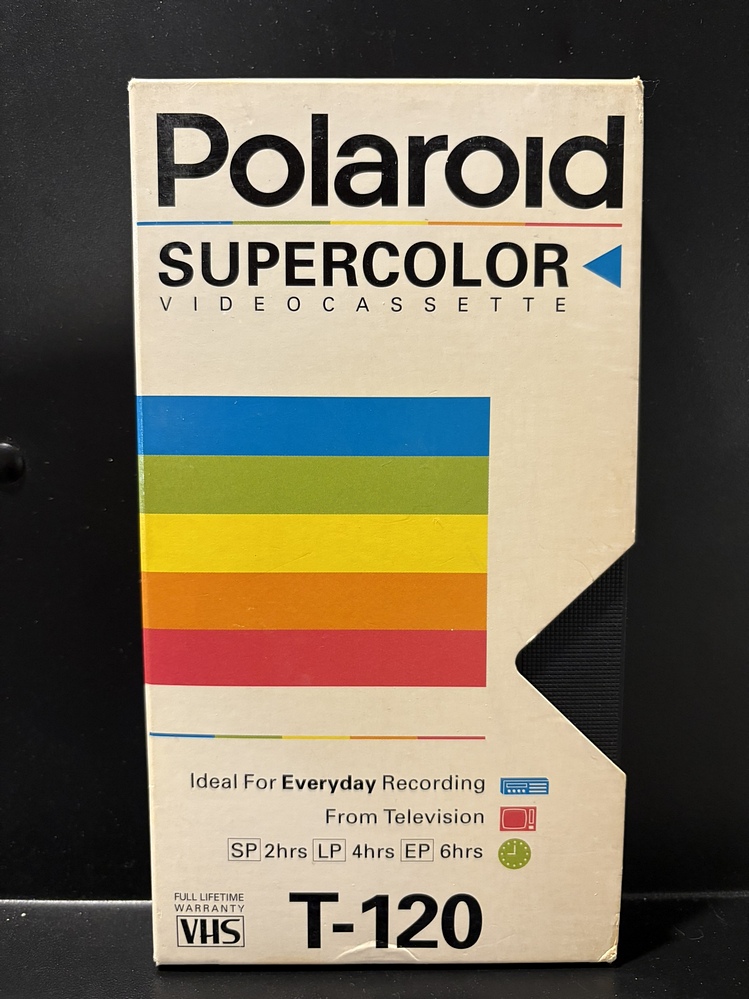 Polaroid
SUPERCOLOR
VIDEOCASSETTE
Ideal For Everyday Recording
From Television
SP 2hrs LP 4hrs EP 6hrs
FULL LIFETIME
WARRANTY
VHS
T-120